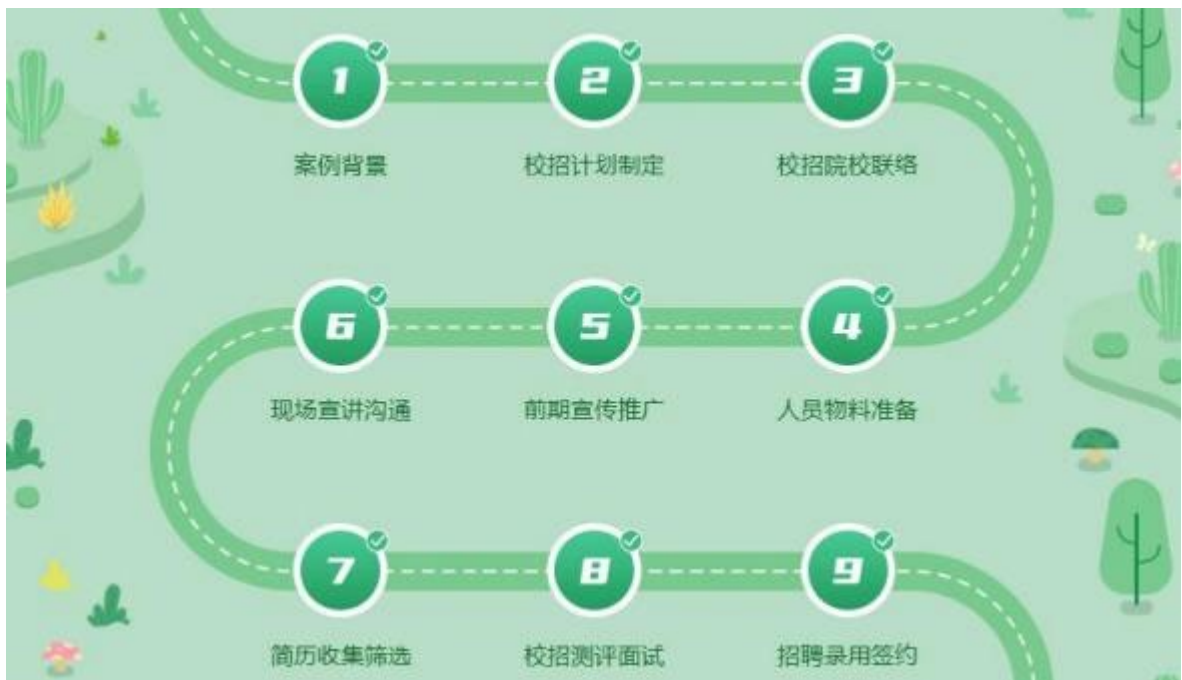 1
2
3
案例背景
校招计划制定
校招院校联络
6
5
4
现场宣讲沟通
前期宣传推广
人员物料准备
7
8
9
简历收集筛选
校招测评面试
招聘录用签约